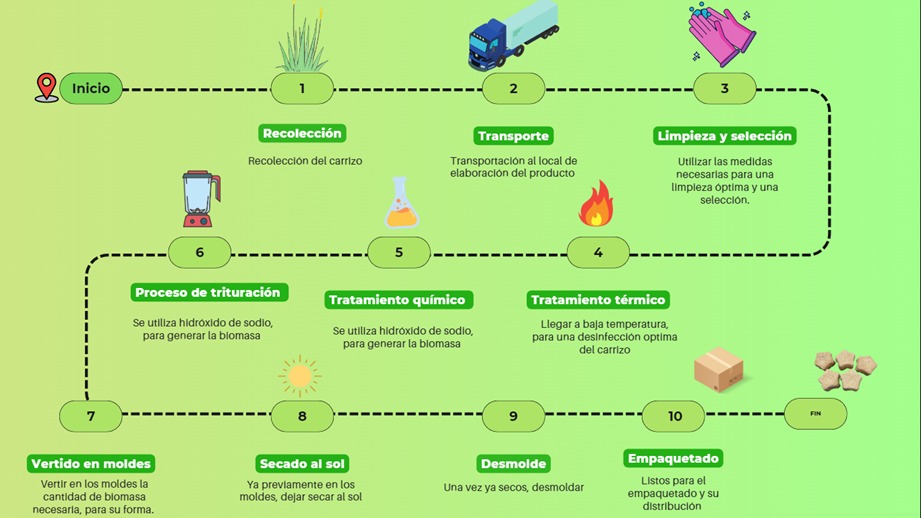 Inicio
1
2
3
Recolección
Transporte
Limpieza y selección
Recolección del carrizo
Transportación al local de
elaboración del producto
Utilizar las medidas
necesarias para una
limpieza óptima y una
selección.
6
5
4
Proceso de trituración
Tratamiento químico
Tratamiento térmico
Se utiliza hidróxido de sodio,
para generar la biomasa
Se utiliza hidróxido de sodio,
para generar la biomasa
Llegar a baja temperatura,
para una desinfección optima
del carrizo
7
8
9
10
FIN
Vertido en moldes
Secado al sol
Desmolde
Empaquetado
Vertir en los moldes la
cantidad de biomasa
necesaria, para su forma.
Ya previamente en los
moldes, dejar secar al sol
Una vez ya secos, desmoldar
Listos para el
empaquetado y su
distribución